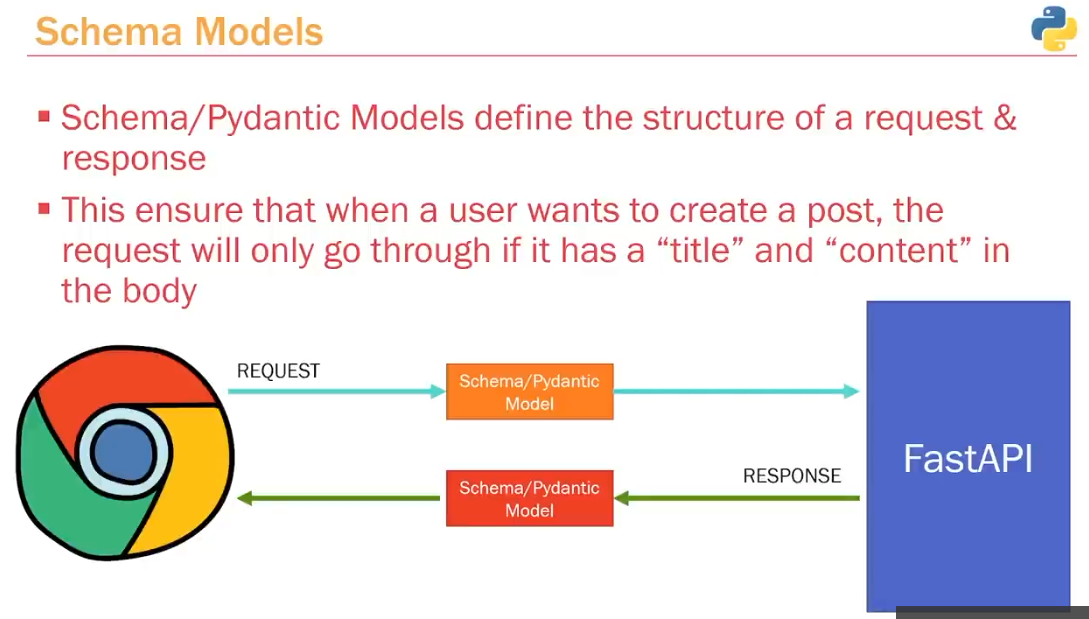 Schema Models
▪ Schema/Pydantic Models define the structure of a request &
response
▪ This ensure that when a user wants to create a post, the
request will only go through if it has a “title” and “content” in
the body
REQUEST
Schema/Pydantic
Model
FastAPI
Schema/Pydantic
Model
RESPONSE